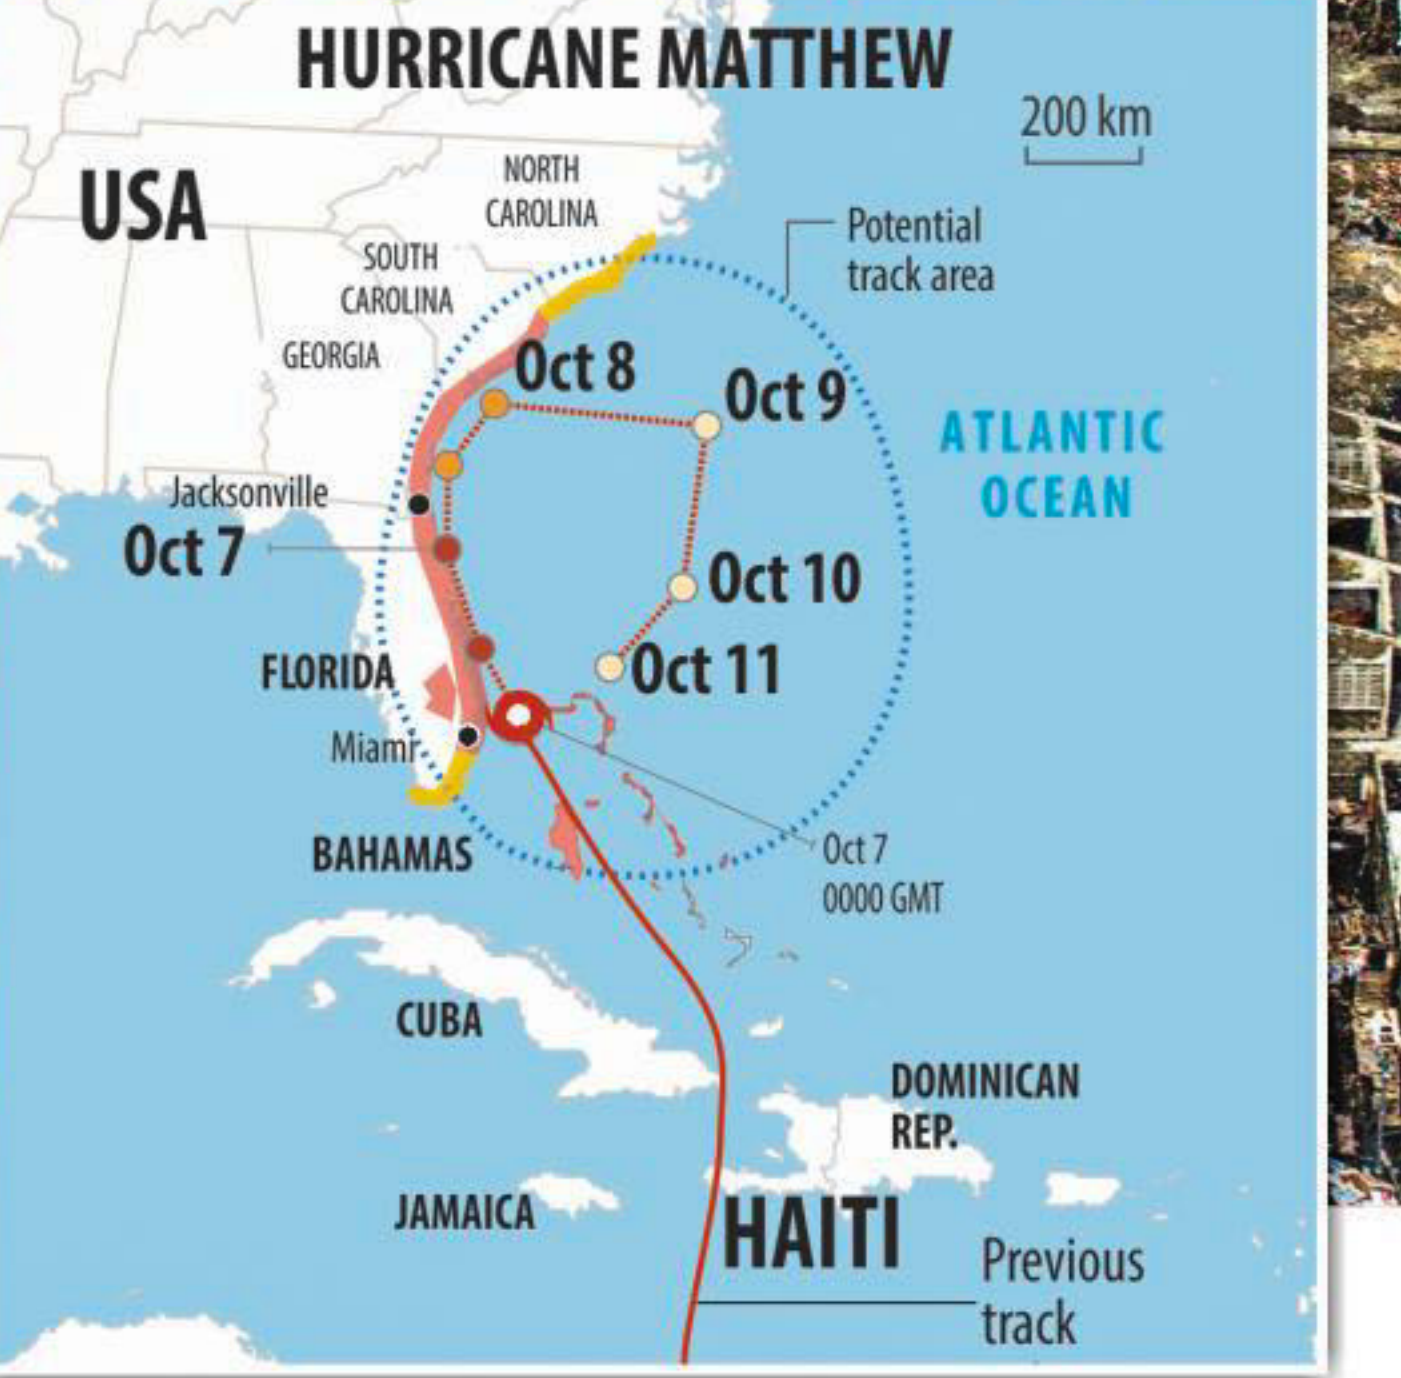 HURRICANE MATTHEW
200 km
USA
NORTH
CAROLINA
Potential
track area
SOUTH
CAROLINA
GEORGIA
Oct 8
Oct 9
ATLANTIC
OCEAN
Jacksonville
Oct 7
Oct 10
FLORIDA
Oct 11
Miami
BAHAMAS
Oct 7
0000 GMT
CUBA
DOMINICAN
REP.
JAMAICA
HAITI
Previous
track